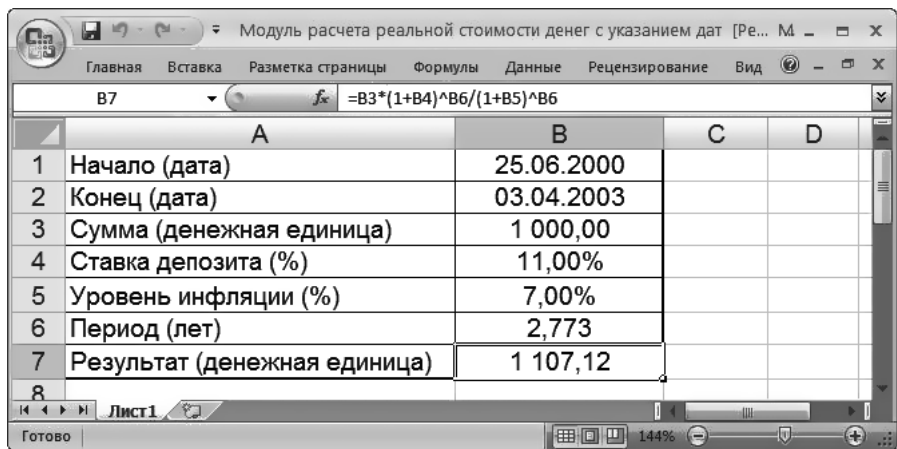 Модуль расчета реальной стоимости денег с указанием дат [Ре... М
Главная Вставка Разметка страницы Формулы Данные Рецензирование Вид
B7 fx =B3*(1+B4)^B6/(1+B5)^B6
A B C D
1 Начало (дата) 25.06.2000
2 Конец (дата) 03.04.2003
3 Сумма (денежная единица) 1 000,00
4 Ставка депозита (%) 11,00%
5 Уровень инфляции (%) 7,00%
6 Период (лет) 2,773
7 Результат (денежная единица) 1 107,12
8
Лист1
Готово 144%